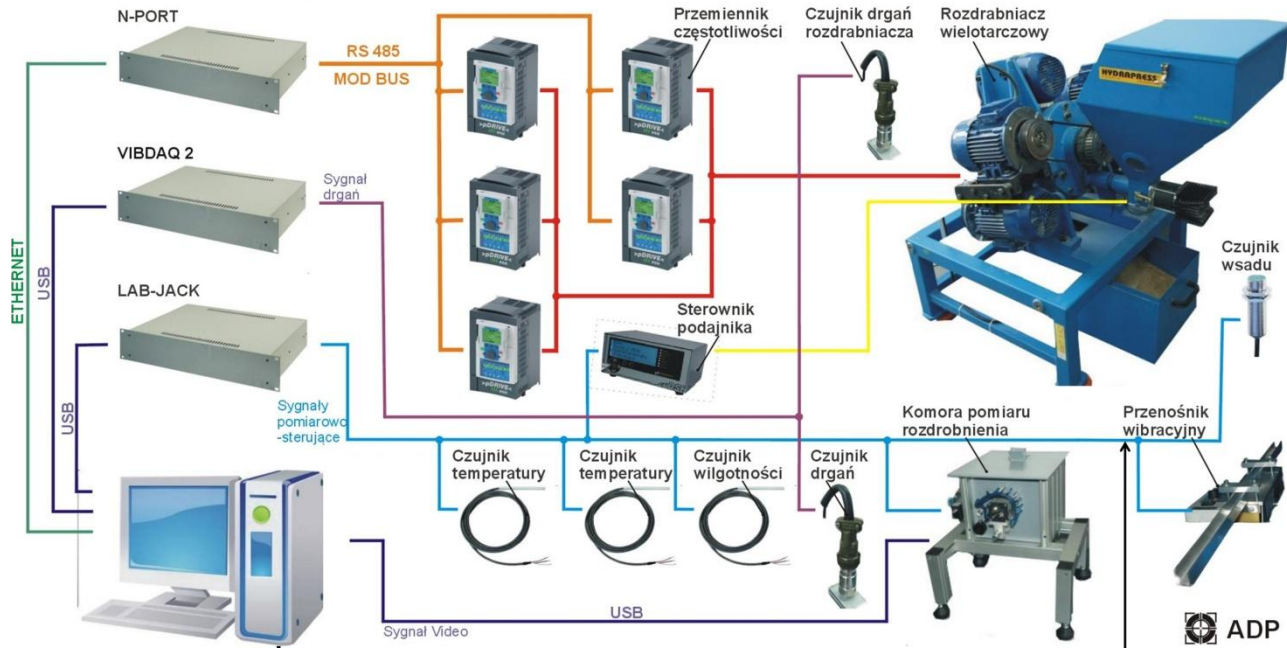 N-PORT
RS 485
MOD BUS
Przemiennik
częstotliwości
Czujnik drgań
rozdrabniacza
Rozdrabniacz
wielotarczowy
HYDRAPRESS
VIBDAQ 2
Sygnał
drgań
ETHERNET
USB
LAB-JACK
USB
Sygnały
pomiarowo
-sterujące
Sterownik
podajnika
Czujnik
wsadu
Komora pomiaru
rozdrobnienia
Przenośnik
wibracyjny
Czujnik
temperatury
Czujnik
temperatury
Czujnik
wilgotności
Czujnik
drgań
USB
Sygnał Video
ADP